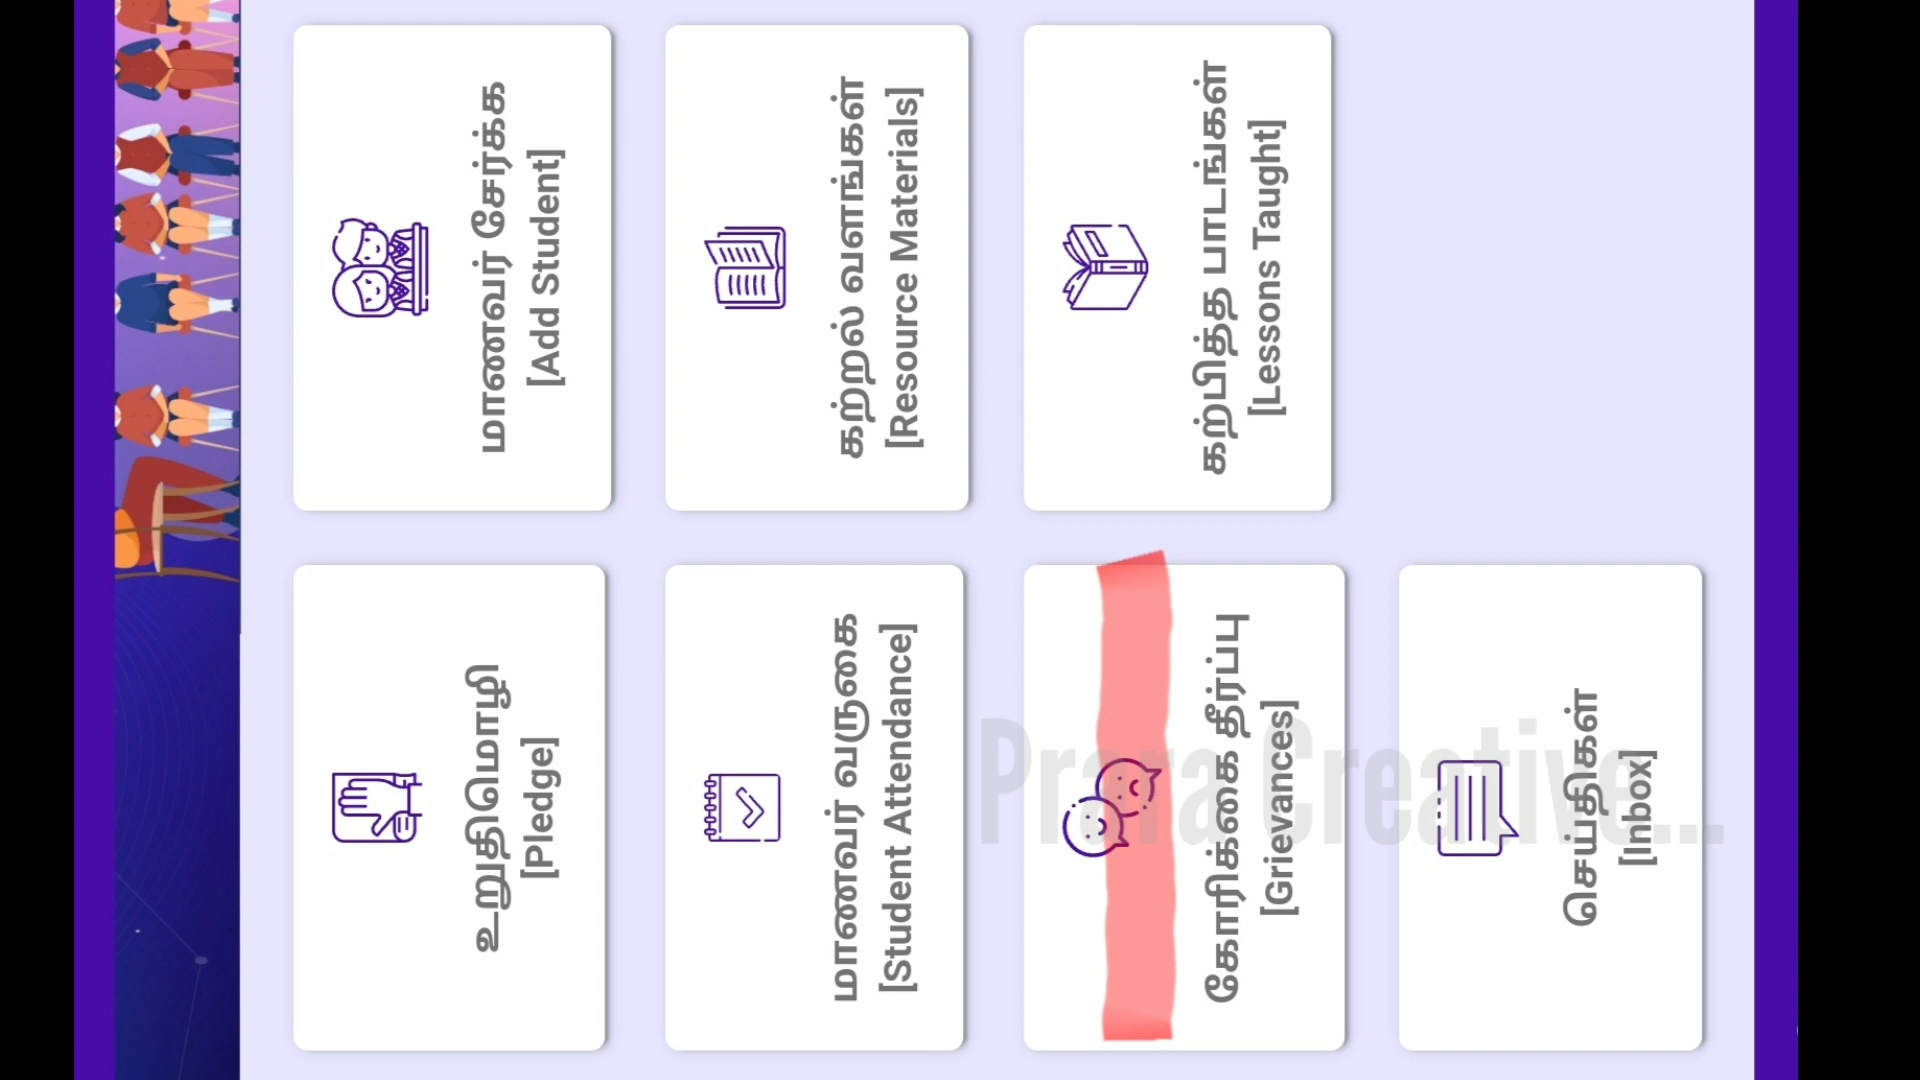 உறுதிமொழி
[Pledge]
மாணவர் சேர்க்க
[Add Student]
மாணவர் வருகை
[Student Attendance]
கற்றல் வளங்கள்
[Resource Materials]
கோரிக்கை தீர்ப்பு
[Grievances]
கற்பித்த பாடங்கள்
[Lessons Taught]
செய்திகள்
[Inbox]
Prara Creative...